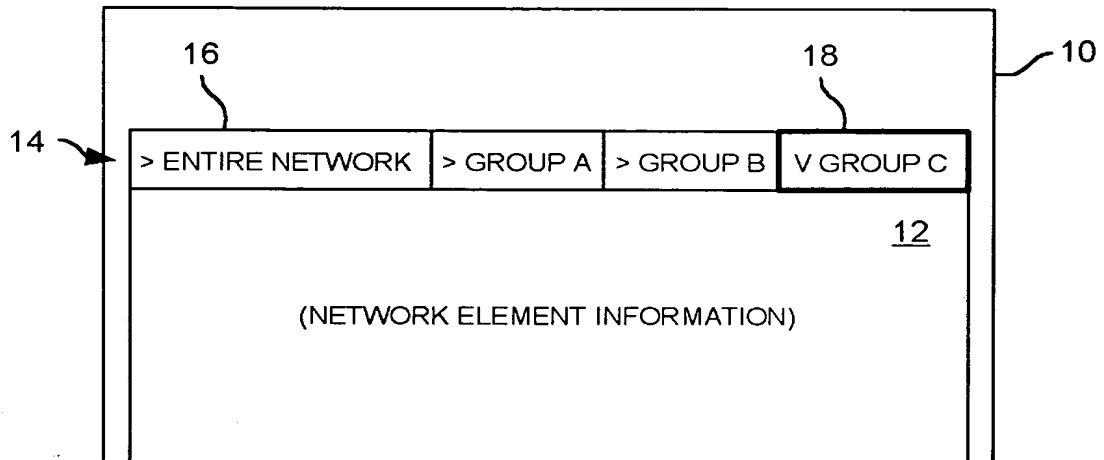 16
18
10
14
> ENTIRE NETWORK > GROUP A > GROUP B V GROUP C
12
(NETWORK ELEMENT INFORMATION)